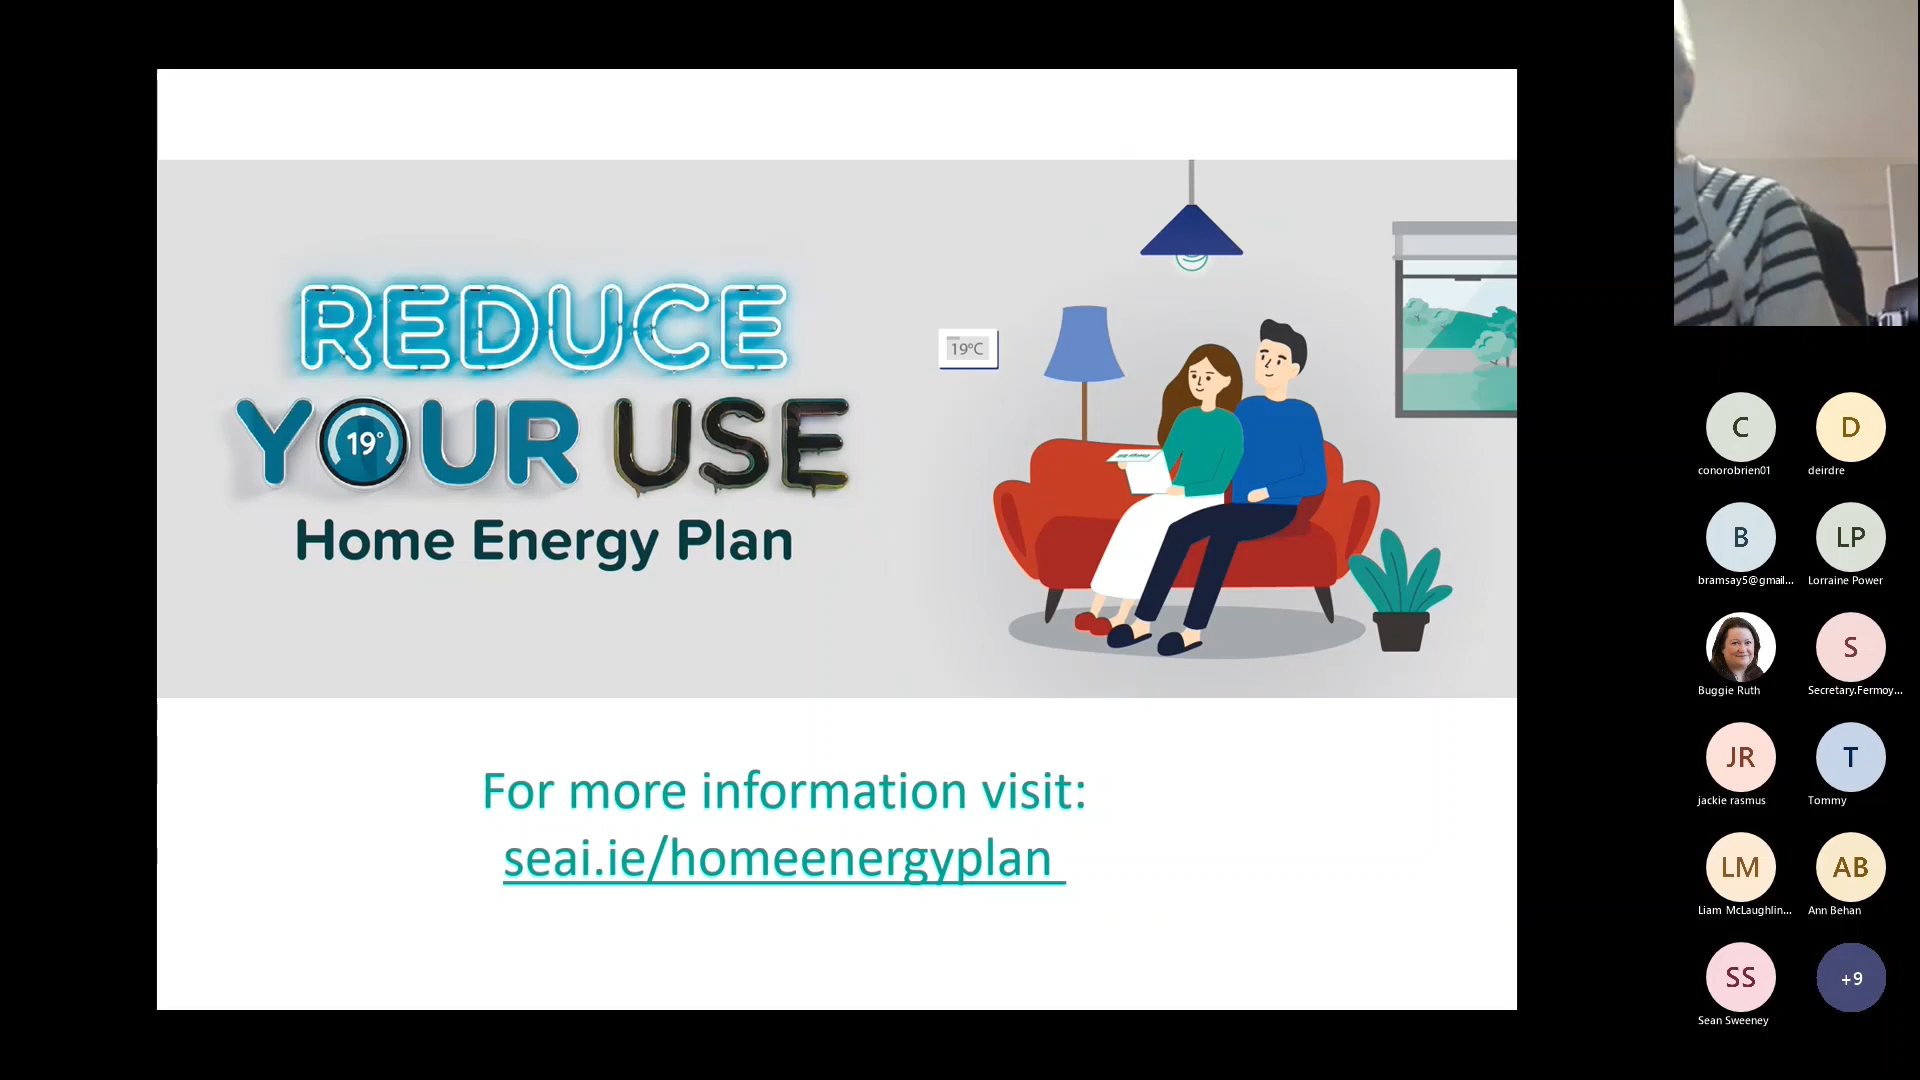 REDUCE
YOUR USE
19°
Home Energy Plan
19°C
For more information visit:
seai.ie/homeenergyplan
C
D
conorobrien01
deirdre
B
LP
bramsay5@gmail...
Lorraine Power
S
Buggie Ruth
Secretary.Fermoy...
JR
T
jackie rasmus
Tommy
LM
AB
Liam McLaughlin...
Ann Behan
SS
+9
Sean Sweeney